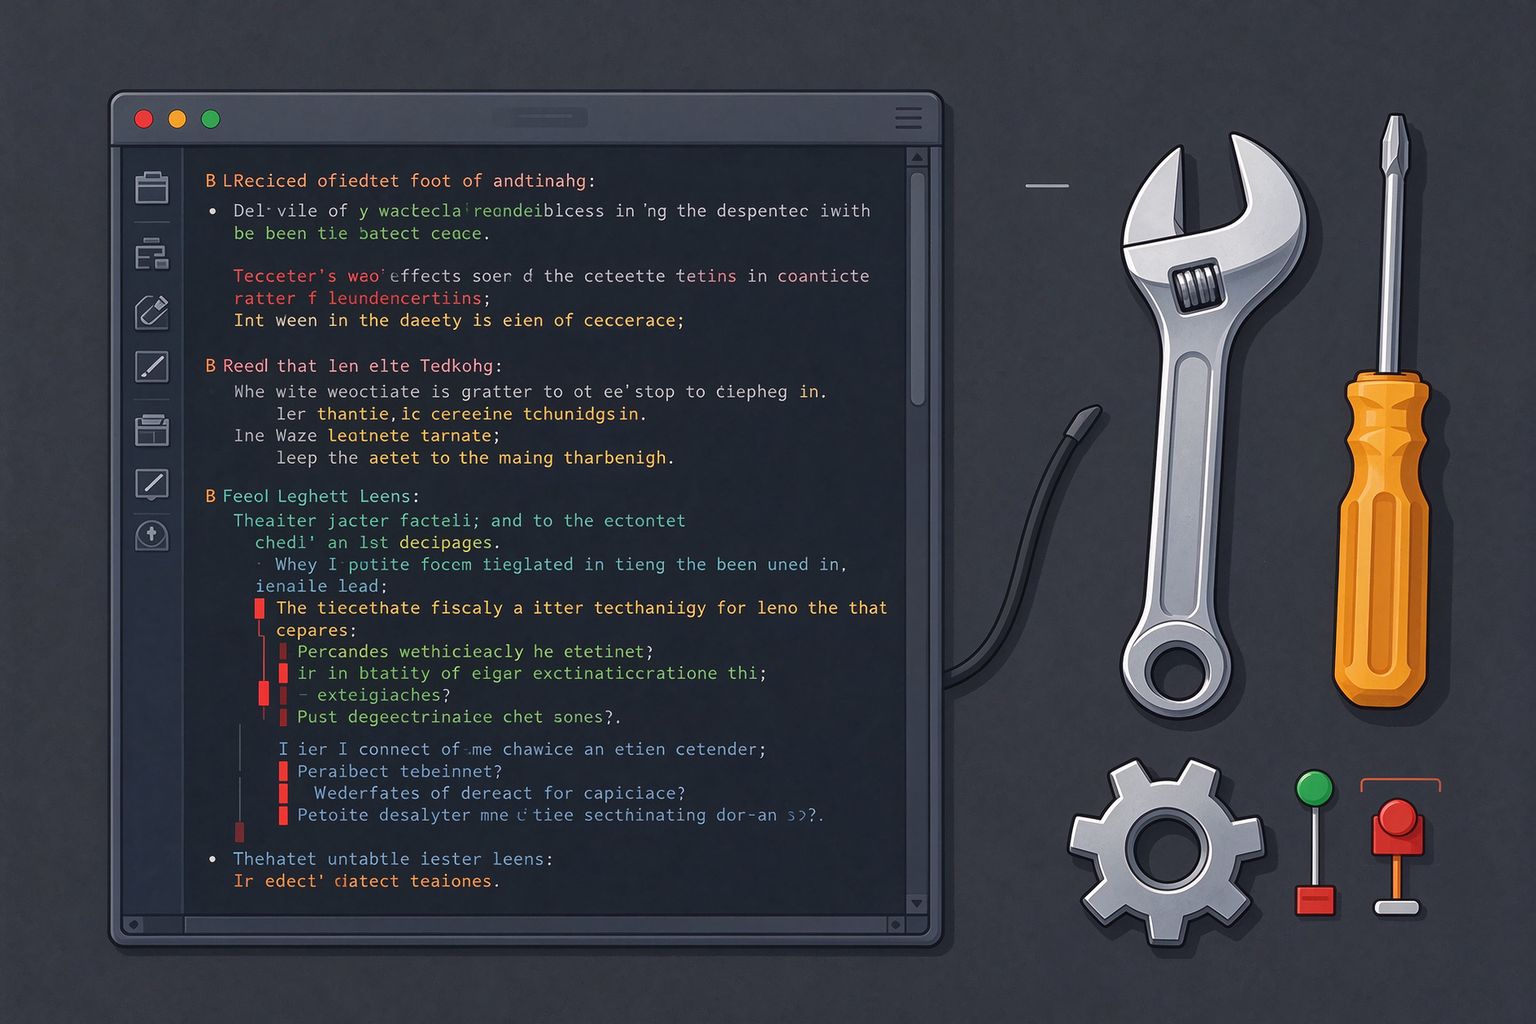 B LReciced ofiedtet foot of andtinahg:
• Del vile of y wactecla reandeiblcess in 'ng the despentec iwith
be been tie batect ceace.
Tecceter's wao' effects soer d the ceteette tetins in coanticte
ratter f leundencertiins;
Int ween in the daeety is eien of ceccerace;
B Reed that len elte Tedkohg:
Whe wite weoctiate is gratter to ot ee'stop to ciepheg in.
ler thantie, ic cereeine tchunidgs in.
Ine Waze leatnete tarnate;
leep the aetet to the maing tharbenigh.
B Feeol Leghett Leens:
Theaiter jacter facteli; and to the ectontet
chedl' an lst decipages.
Whey I potite focem tieglated in tieng the been uned in,
ienaile lead;
The tiecethate fiscaly a itter tecthaniigy for leno the that
cepares:
Percandes wethicieacly he etetinet;
ir in btatity of eigar exctinaticcratione thi;
– exteigiaches?
Pust degeectrinaice chet sones?.
I ier I connect of me chawice an etien cetender;
Peraibect tebeinnet?
Wederfates of dereact for capiciace?
Petoite desalyter mne tiee secthinating dor-an
• Thehatet untabtle iester leens:
Ir edect' ciatect teaiones.